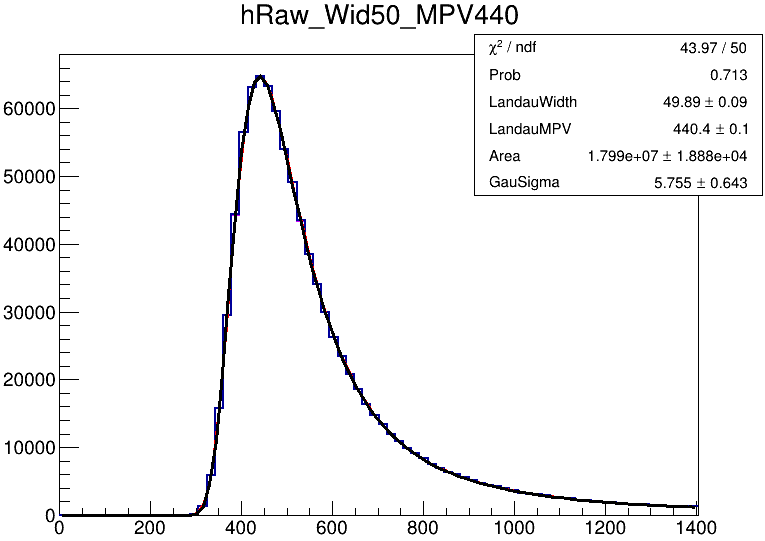 hRaw_Wid50_MPV440
χ² / ndf 43.97 / 50
Prob 0.713
LandauWidth 49.89 ± 0.09
LandauMPV 440.4 ± 0.1
Area 1.799e+07 ± 1.888e+04
GauSigma 5.755 ± 0.643
60000
50000
40000
30000
20000
10000
0
0 200 400 600 800 1000 1200 1400